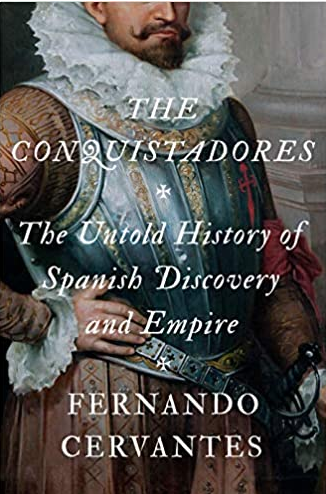 THE
CONQUISTADORES
The Untold History of
Spanish Discovery
and Empire
FERNANDO
CERVANTES